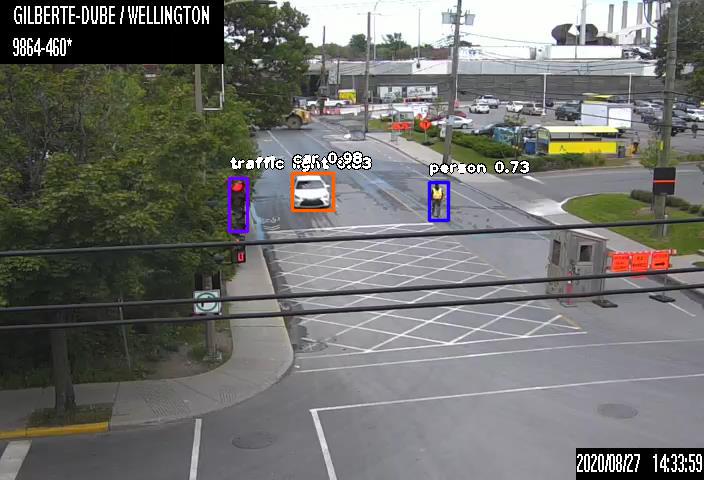 GILBERTE-DUBE / WELLINGTON
9864-460*
car 0.98
person 0.73
2020/08/27 14:33:59